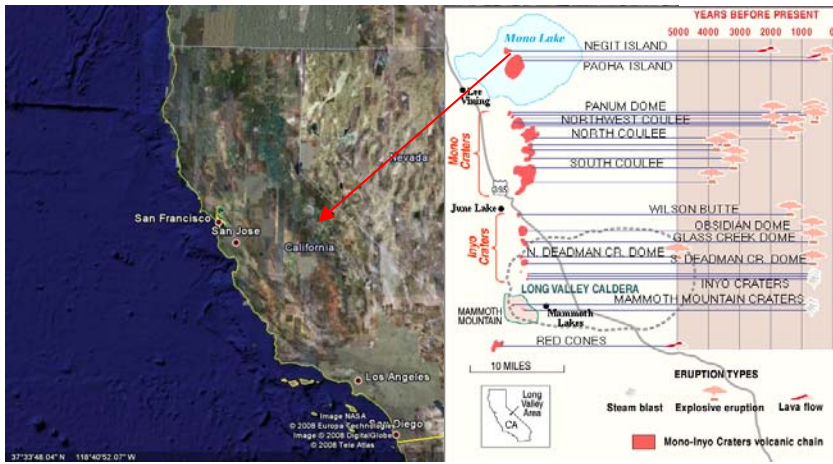 Nevada
San Francisco
San Jose
California
Los Angeles
San Diego
Image NASA
© 2008 Europa Technologies
Image © 2008 DigitalGlobe
© 2008 Tele Atlas
37°33'48.04" N 118°40'52.07" W
YEARS BEFORE PRESENT
5000 4000 3000 2000 1000 0
Mono Lake
NEGIT ISLAND
PAOHA ISLAND
Lee
Vining
PANUM DOME
NORTHWEST COULEE
NORTH COULEE
Mono
Craters
SOUTH COULEE
395
June Lake
WILSON BUTTE
OBSIDIAN DOME
GLASS CREEK DOME
Inyo
Craters
N. DEADMAN CR. DOME
S. DEADMAN CR. DOME
INYO CRATERS
LONG VALLEY CALDERA
MAMMOTH MOUNTAIN CRATERS
MAMMOTH
MOUNTAIN
Mammoth
Lakes
RED CONES
10 MILES
Long
Valley
Area
CA
ERUPTION TYPES
Steam blast Explosive eruption Lava flow
Mono-Inyo Craters volcanic chain